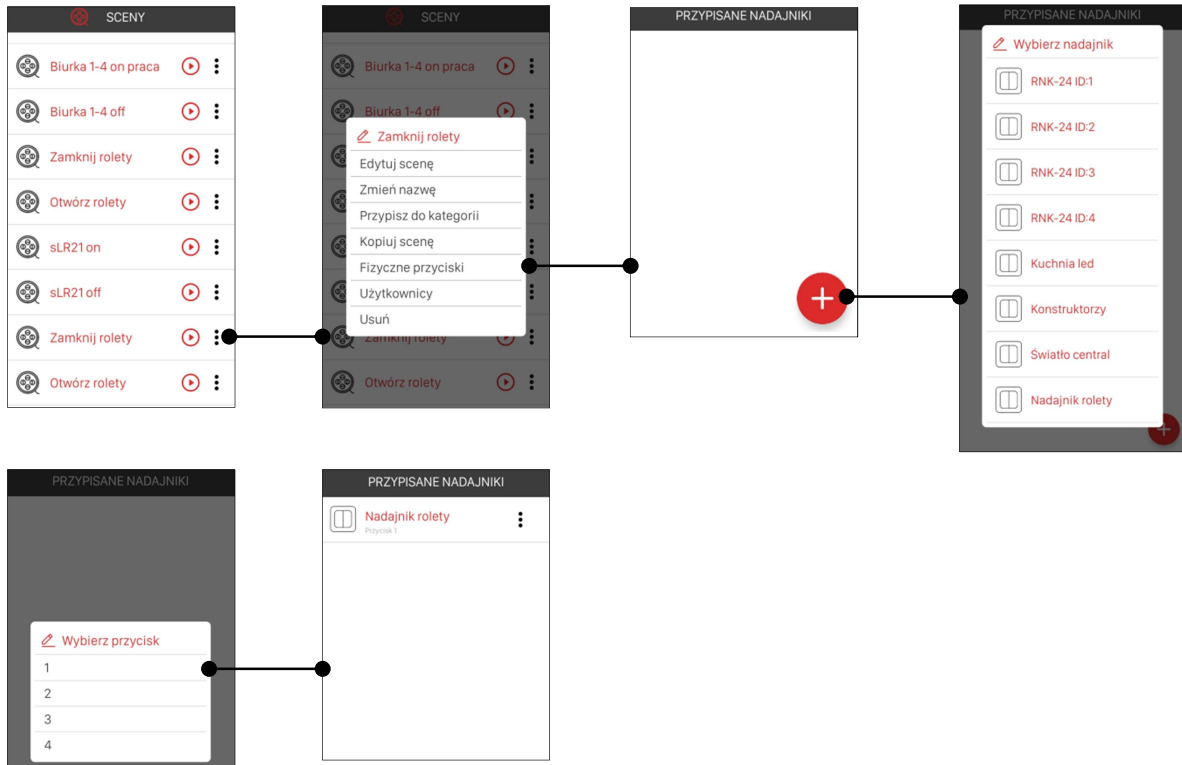 SCENY
Biurka 1-4 on praca
Biurka 1-4 off
Zamknij rolety
Otwórz rolety
sLR21 on
sLR21 off
Zamknij rolety
Otwórz rolety
SCENY
Biurka 1-4 on praca
Biurka 1-4 off
Zamknij rolety
Edytuj scenę
Zmień nazwę
Przypisz do kategorii
Kopiuj scenę
Fizyczne przyciski
Użytkownicy
Usuń
Zamknij rolety
Otwórz rolety
PRZYPISANE NADAJNIKI
PRZYPISANE NADAJNIKI
Wybierz nadajnik
RNK-24 ID:1
RNK-24 ID:2
RNK-24 ID:3
RNK-24 ID:4
Kuchnia led
Konstruktorzy
Światło central
Nadajnik rolety
PRZYPISANE NADAJNIKI
Wybierz przycisk
1
2
3
4
PRZYPISANE NADAJNIKI
Nadajnik rolety
Przycisk 1